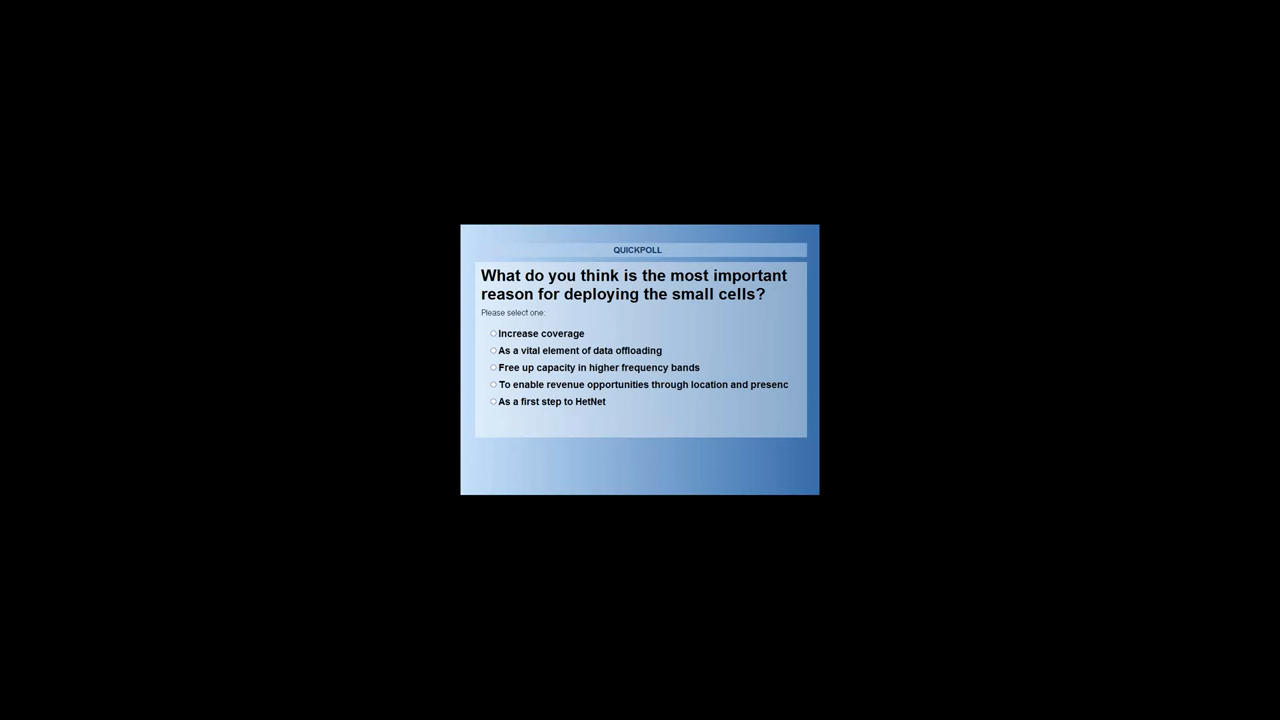 QUICKPOLL
What do you think is the most important
reason for deploying the small cells?
Please select one:
Increase coverage
As a vital element of data offloading
Free up capacity in higher frequency bands
To enable revenue opportunities through location and presenc
As a first step to HetNet